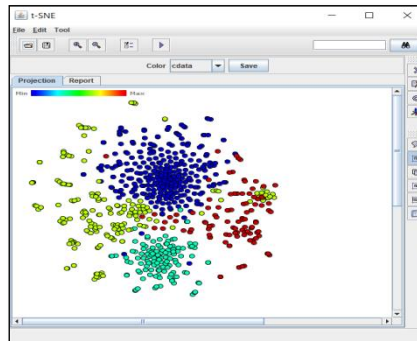 t-SNE
File Edit Tool
Color cdata Save
Projection Report
Min Max